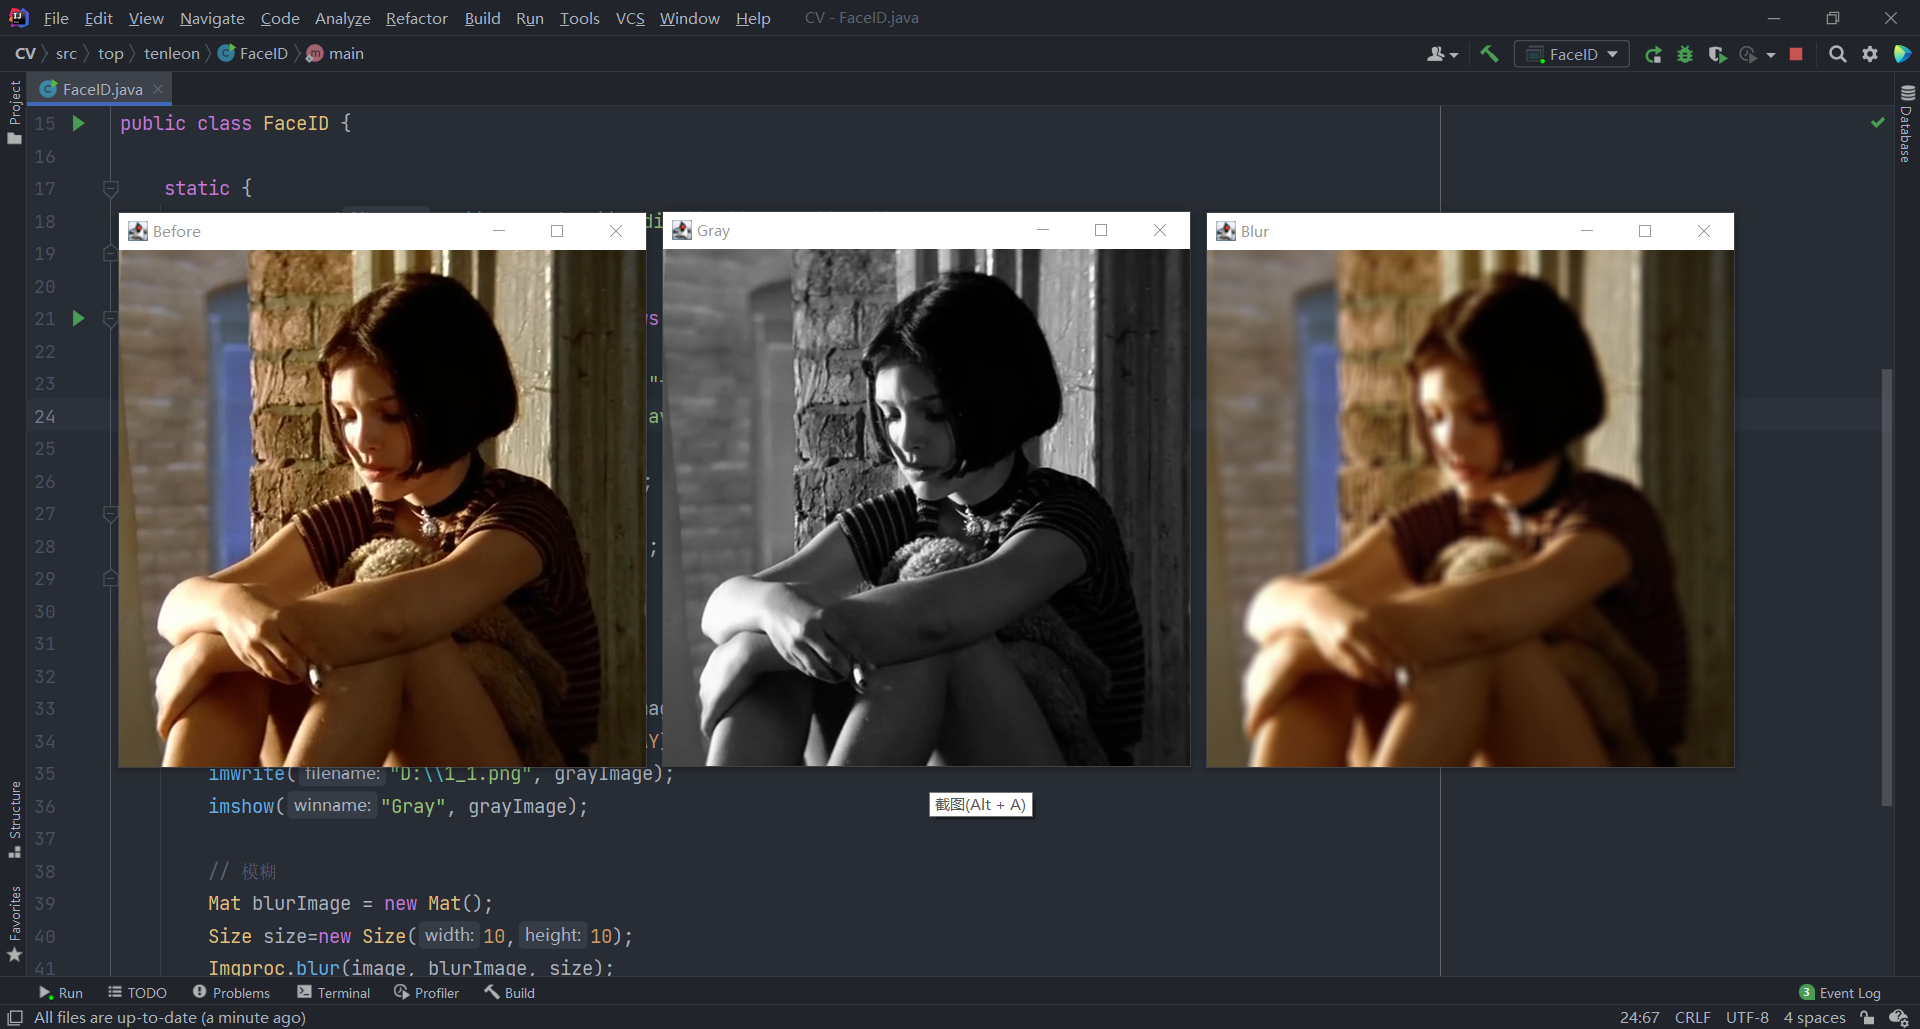 File Edit View Navigate Code Analyze Refactor Build Run Tools VCS Window Help CV - FaceID.java
CV src top tenleon FaceID main
FaceID
FaceID.java
Project
Database
Structure
Favorites
15 public class FaceID {
16
17 static {
18
19
20
21
22
23
24
25
26
27
28
29
30
31
32
33
34
Before
Gray
Blur
35 imwrite( filename: "D:\\1_1.png", grayImage);
36 imshow( winname: "Gray", grayImage);
截图(Alt + A)
37
38 // 模糊
39 Mat blurImage = new Mat();
40 Size size=new Size( width: 10, height: 10);
41 Imgproc.blur(image, blurImage, size);
Run TODO Problems Terminal Profiler Build 3 Event Log
All files are up-to-date (a minute ago) 24:67 CRLF UTF-8 4 spaces